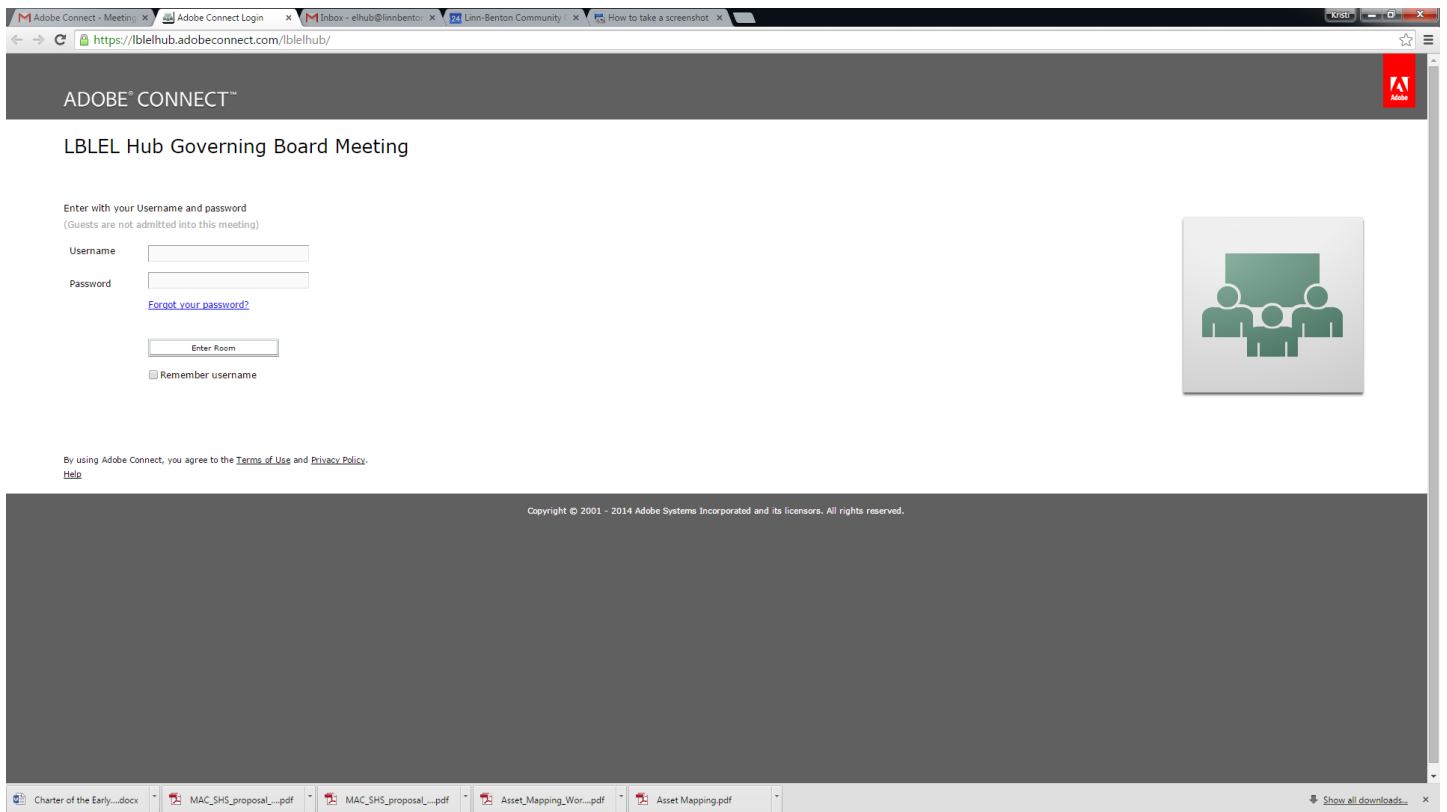 Adobe Connect - Meeting
Adobe Connect Login
Inbox - elhub@linnbenton
24 Linn-Benton Community C
How to take a screenshot
Kristi
https://lblelhub.adobeconnect.com/lblelhub/
ADOBE® CONNECT™
Adobe
LBLEL Hub Governing Board Meeting
Enter with your Username and password
(Guests are not admitted into this meeting)
Username
Password
Forgot your password?
Enter Room
Remember username
By using Adobe Connect, you agree to the Terms of Use and Privacy Policy.
Help
Copyright © 2001 - 2014 Adobe Systems Incorporated and its licensors. All rights reserved.
Charter of the Early....docx
MAC_SHS_proposal_....pdf
MAC_SHS_proposal_....pdf
Asset_Mapping_Wor....pdf
Asset Mapping.pdf
Show all downloads...